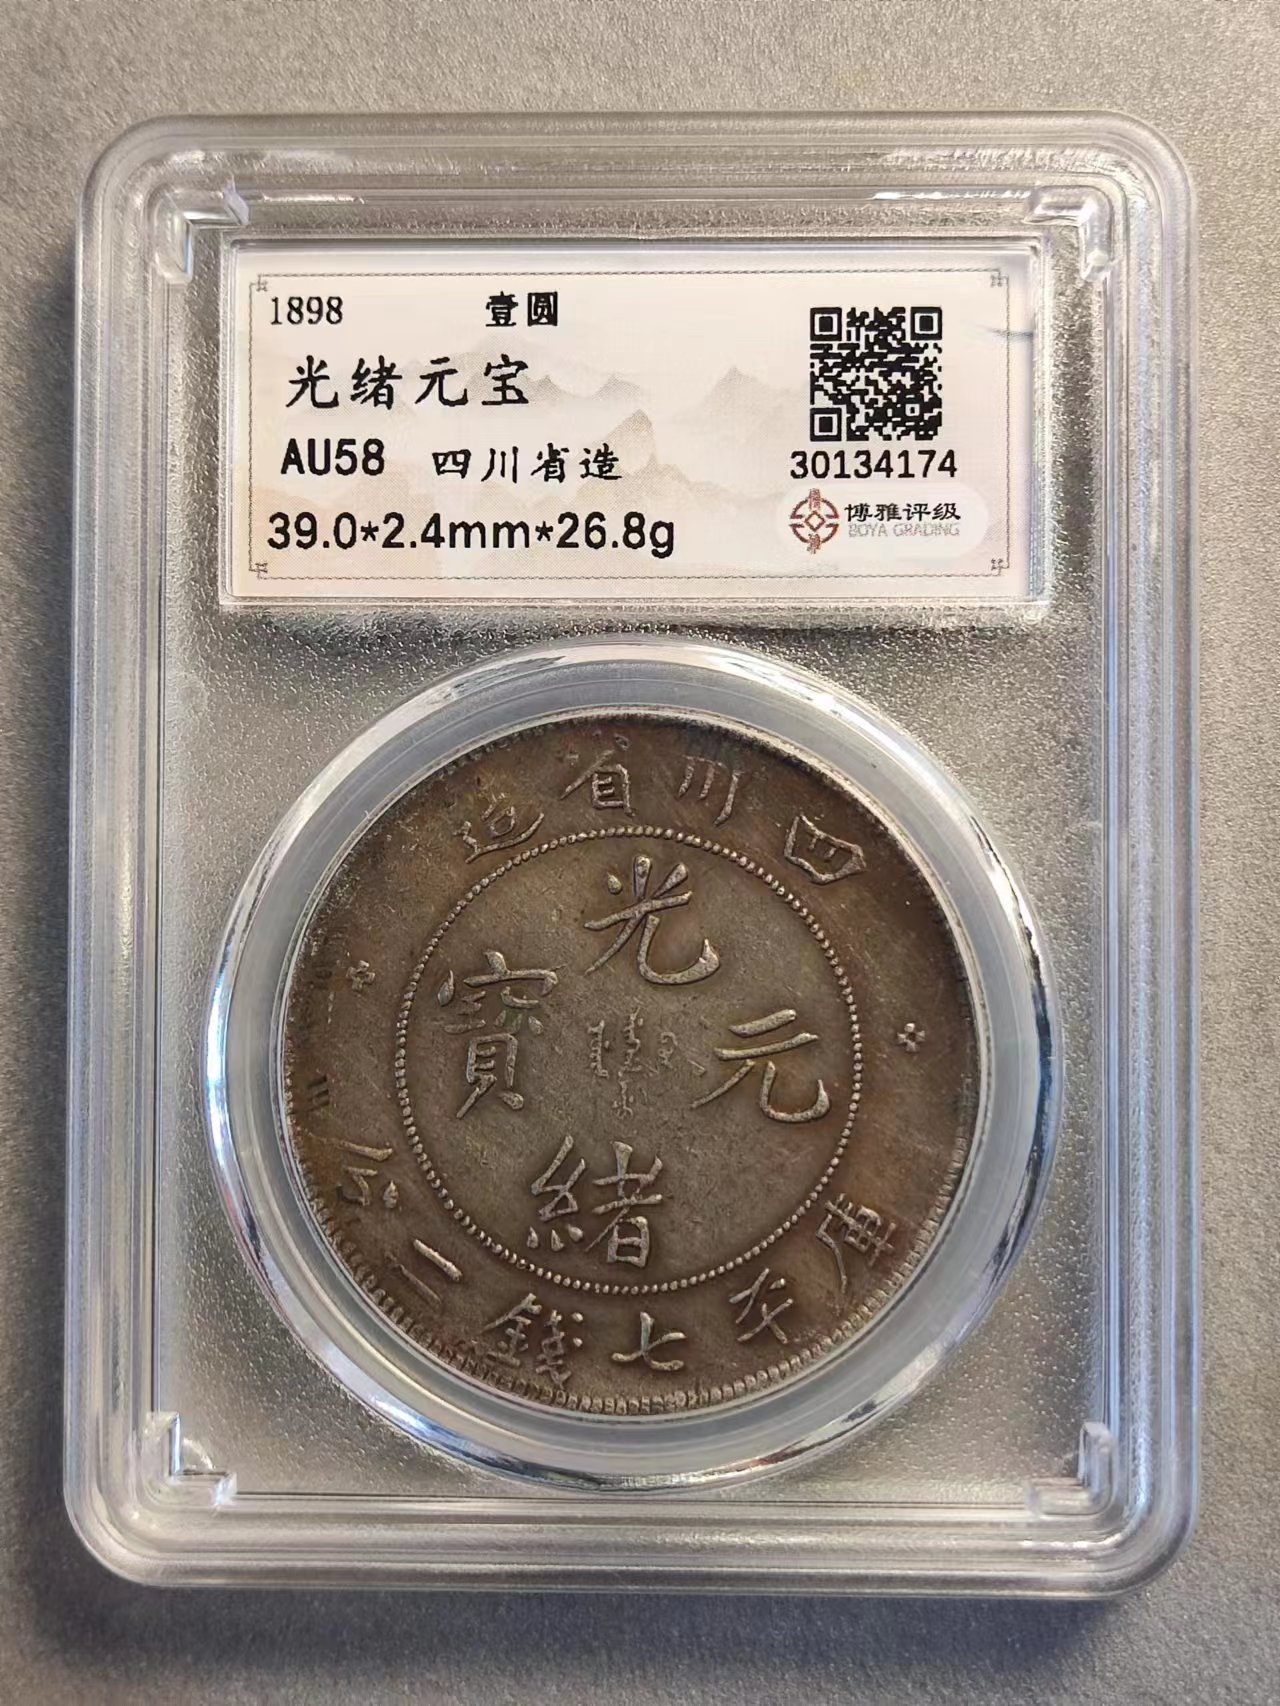 1898 壹圆
光绪元宝
AU58 四川省造
39.0*2.4mm*26.8g
30134174
博雅评级
BOYA GRADING
四川省造
光緒元寶
庫平七錢二分